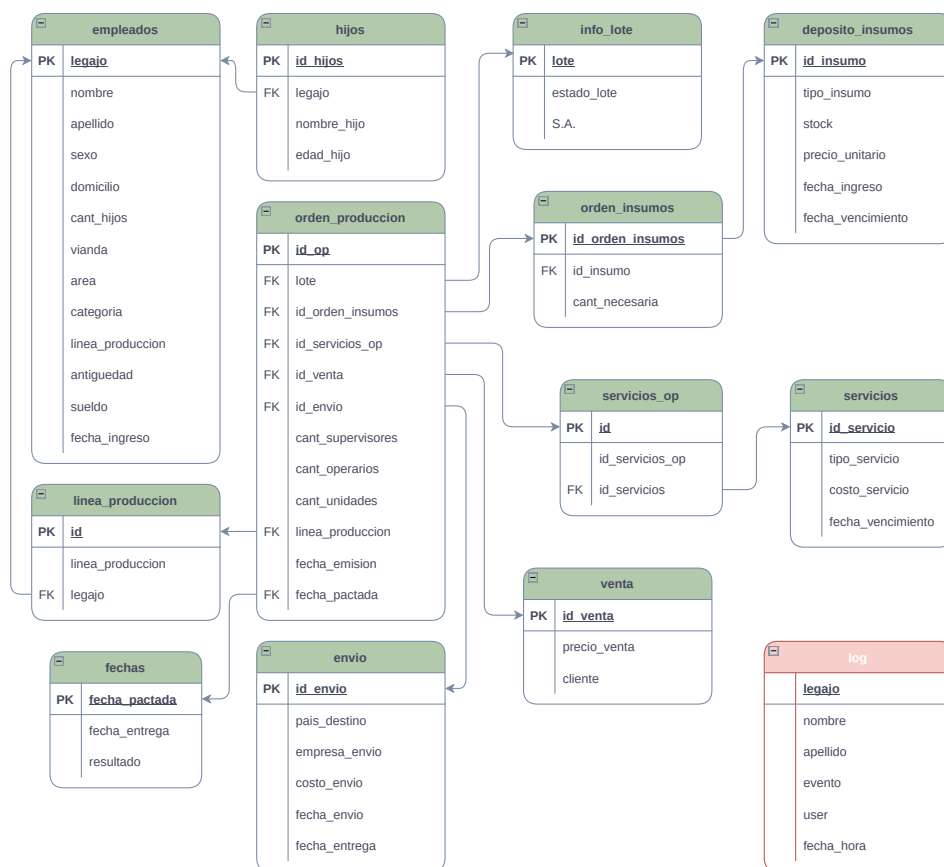 empleados
PK legajo
nombre
apellido
sexo
domicilio
cant_hijos
vianda
area
categoria
linea_produccion
antiguedad
sueldo
fecha_ingreso
hijos
PK id_hijos
FK legajo
nombre_hijo
edad_hijo
info_lote
PK lote
estado_lote
S.A.
deposito_insumos
PK id_insumo
tipo_insumo
stock
precio_unitario
fecha_ingreso
fecha_vencimiento
orden_produccion
PK id_op
FK lote
FK id_orden_insumos
FK id_servicios_op
FK id_venta
FK id_envio
cant_supervisores
cant_operarios
cant_unidades
FK linea_produccion
fecha_emision
FK fecha_pactada
orden_insumos
PK id_orden_insumos
FK id_insumo
cant_necesaria
servicios_op
PK id
id_servicios_op
FK id_servicios
servicios
PK id_servicio
tipo_servicio
costo_servicio
fecha_vencimiento
linea_produccion
PK id
linea_produccion
FK legajo
venta
PK id_venta
precio_venta
cliente
fechas
PK fecha_pactada
fecha_entrega
resultado
envio
PK id_envio
pais_destino
empresa_envio
costo_envio
fecha_envio
fecha_entrega
log
legajo
nombre
apellido
evento
user
fecha_hora